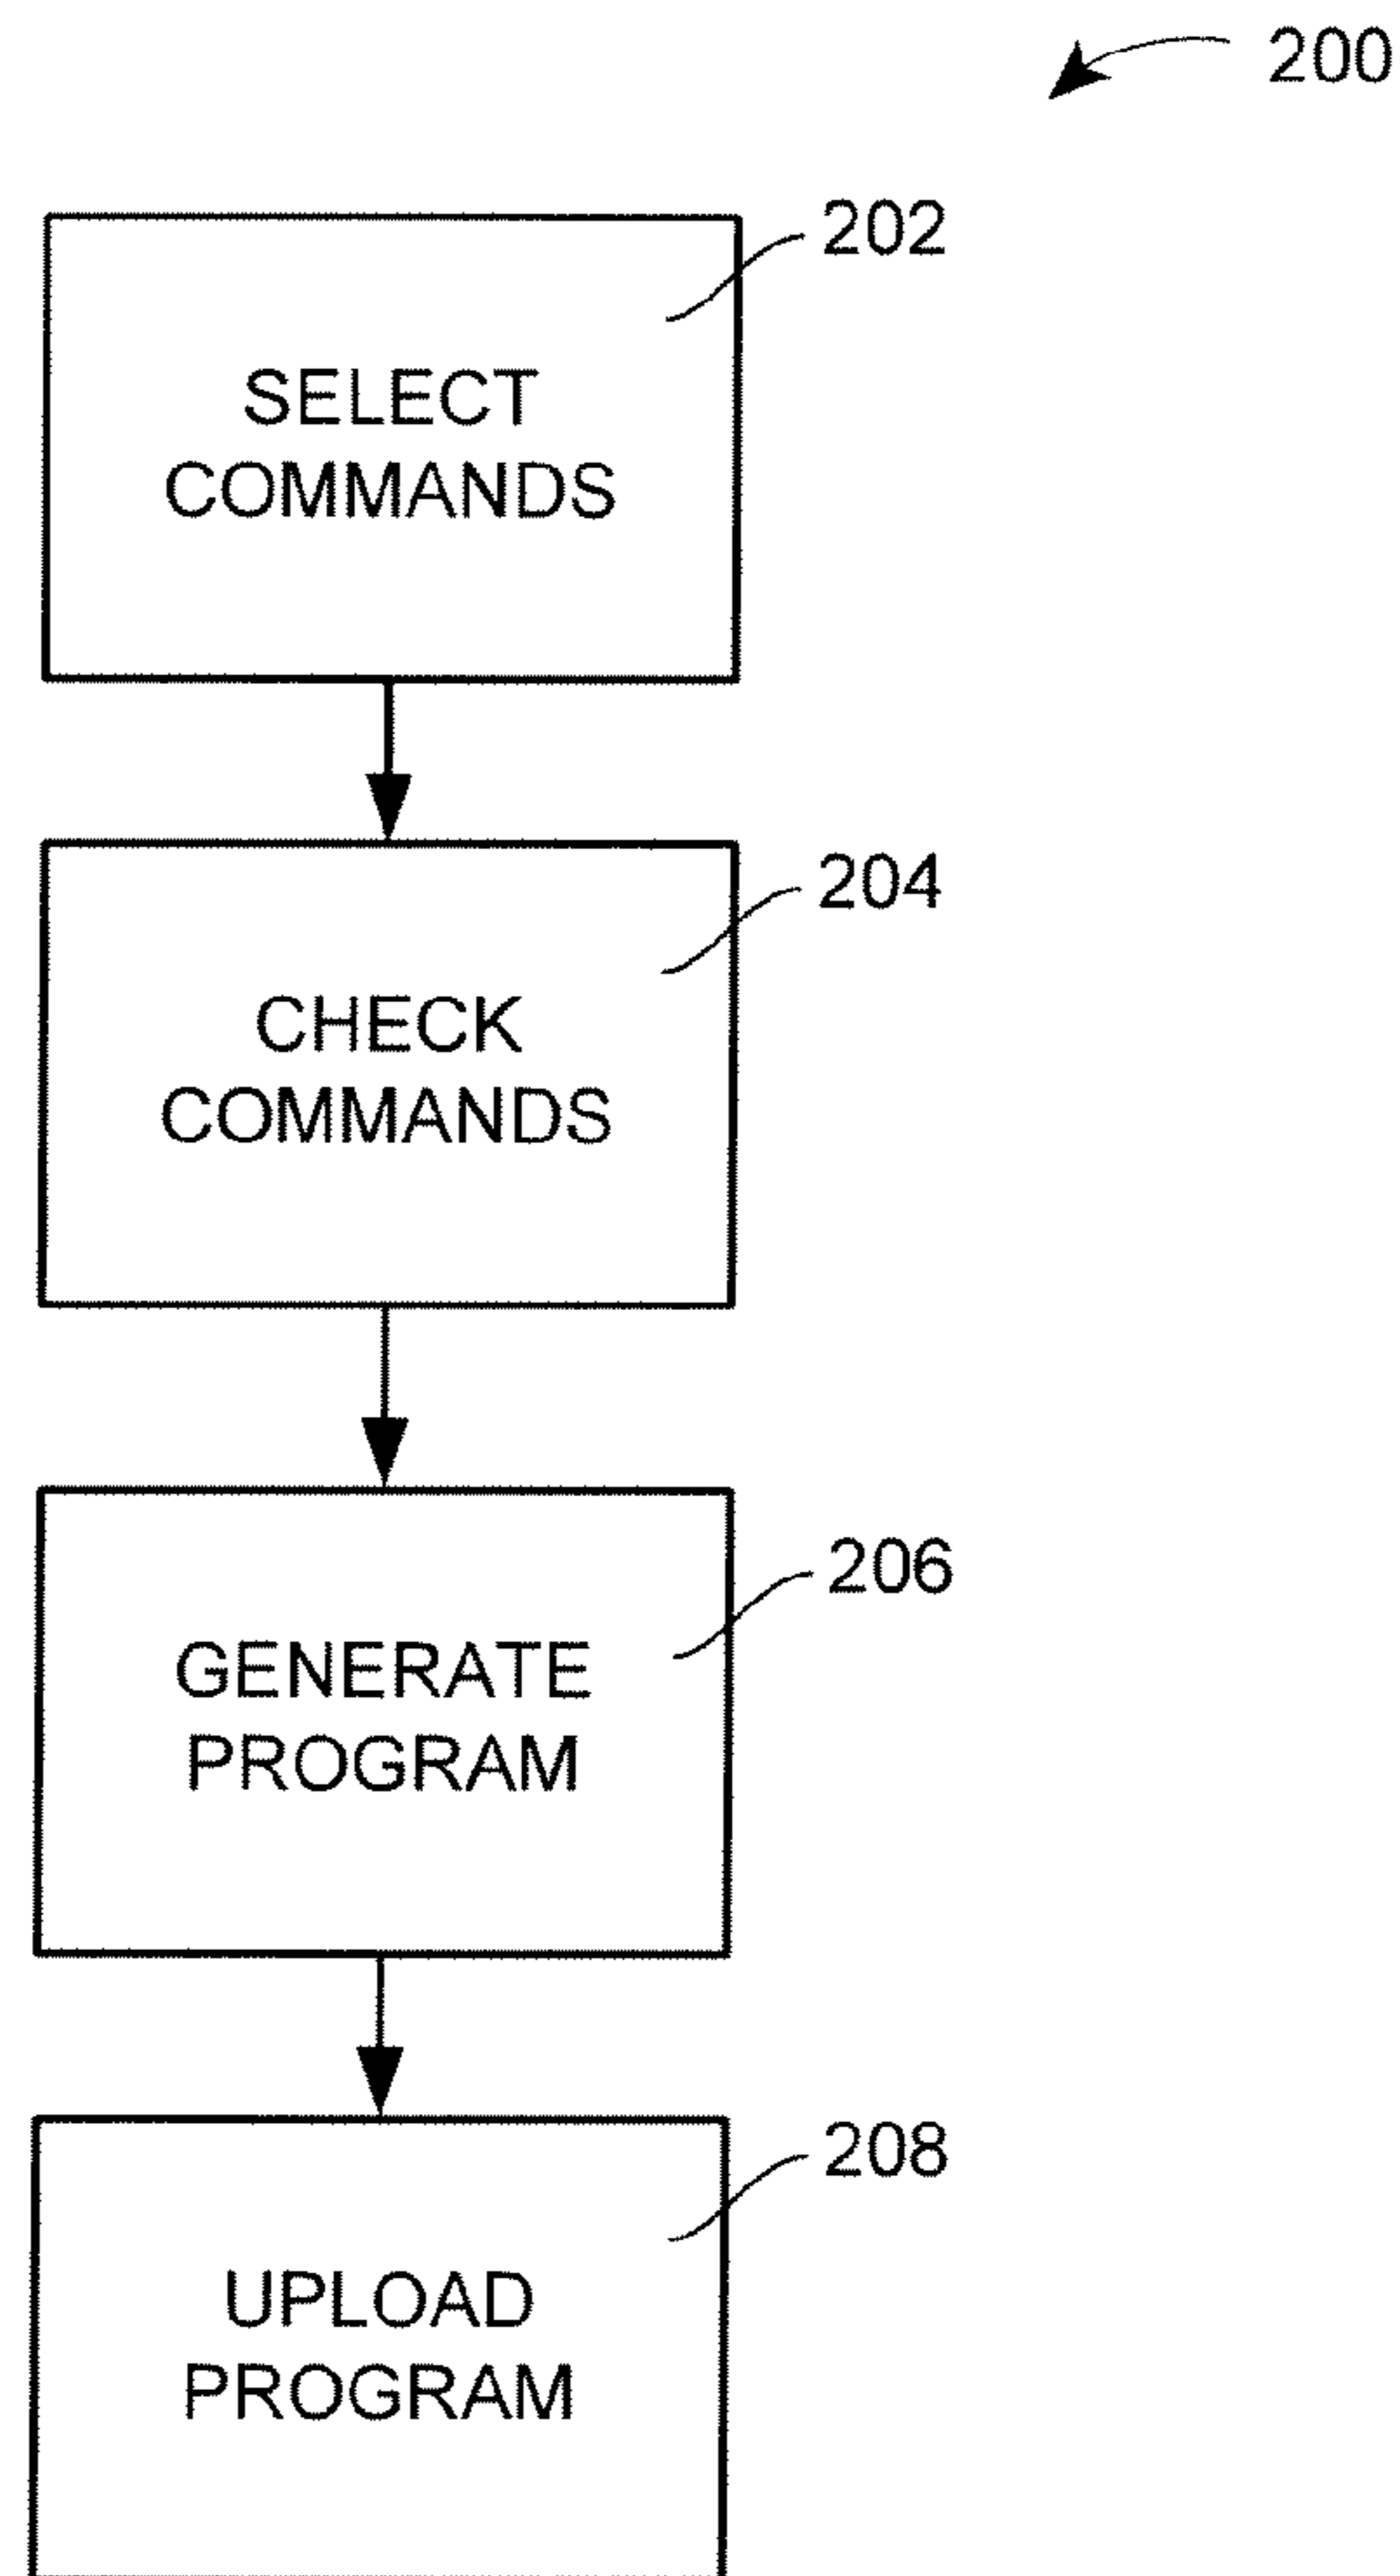 200
202
SELECT
COMMANDS
204
CHECK
COMMANDS
206
GENERATE
PROGRAM
208
UPLOAD
PROGRAM